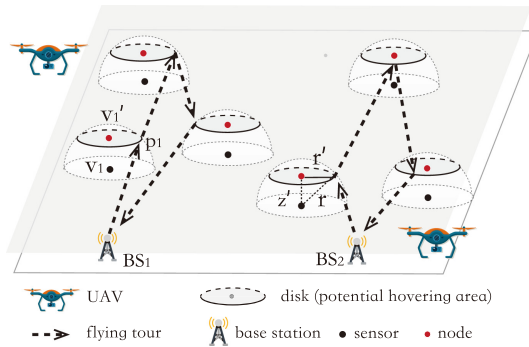 v₁'
p₁
v₁
r'
z' r
BS₁ BS₂
UAV disk (potential hovering area)
flying tour base station sensor node